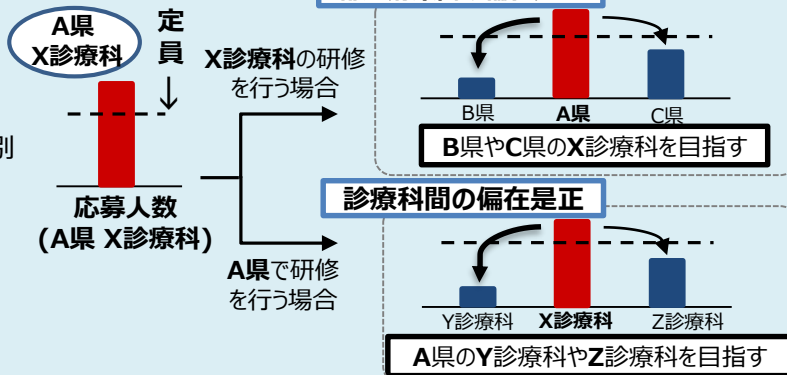 A県
X診療科
定
員
↓
別
応募人数
(A県 X診療科)
X診療科の研修
を行う場合
A県で研修
を行う場合
B県
A県
C県
B県やC県のX診療科を目指す
診療科間の偏在是正
Y診療科
X診療科
Z診療科
A県のY診療科やZ診療科を目指す